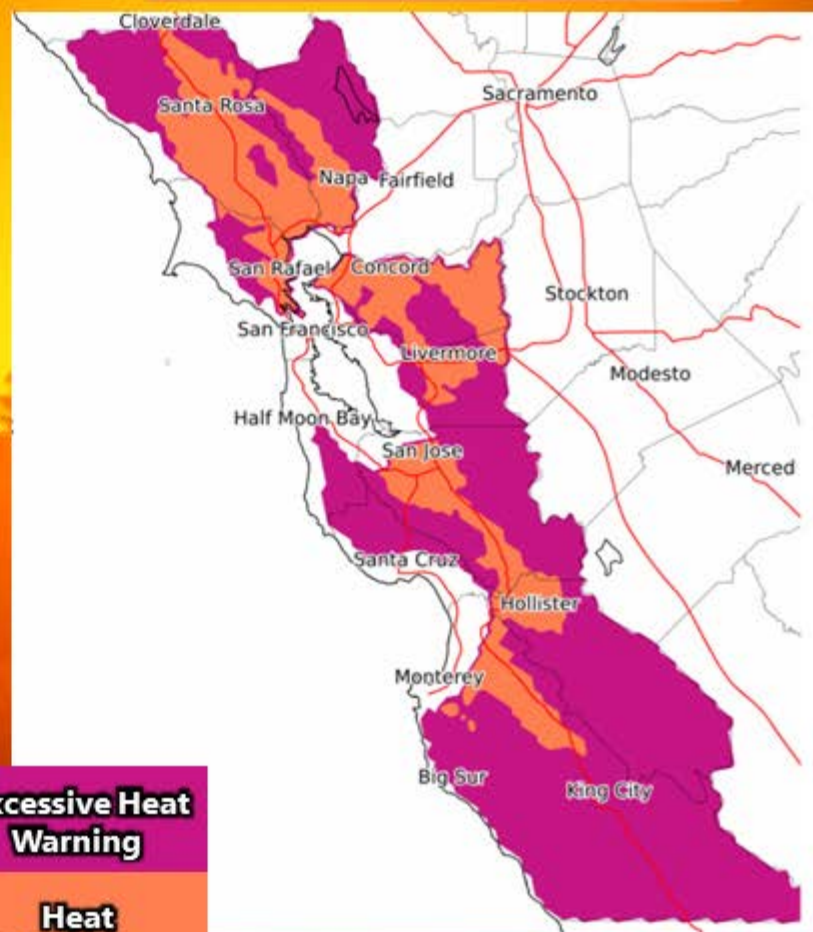 Cloverdale
Santa Rosa
Sacramento
Napa
Fairfield
San Rafael
Concord
Stockton
San Francisco
Livermore
Modesto
Half Moon Bay
San Jose
Merced
Santa Cruz
Hollister
Monterey
Big Sur
King City
xcessive Heat
Warning
Heat